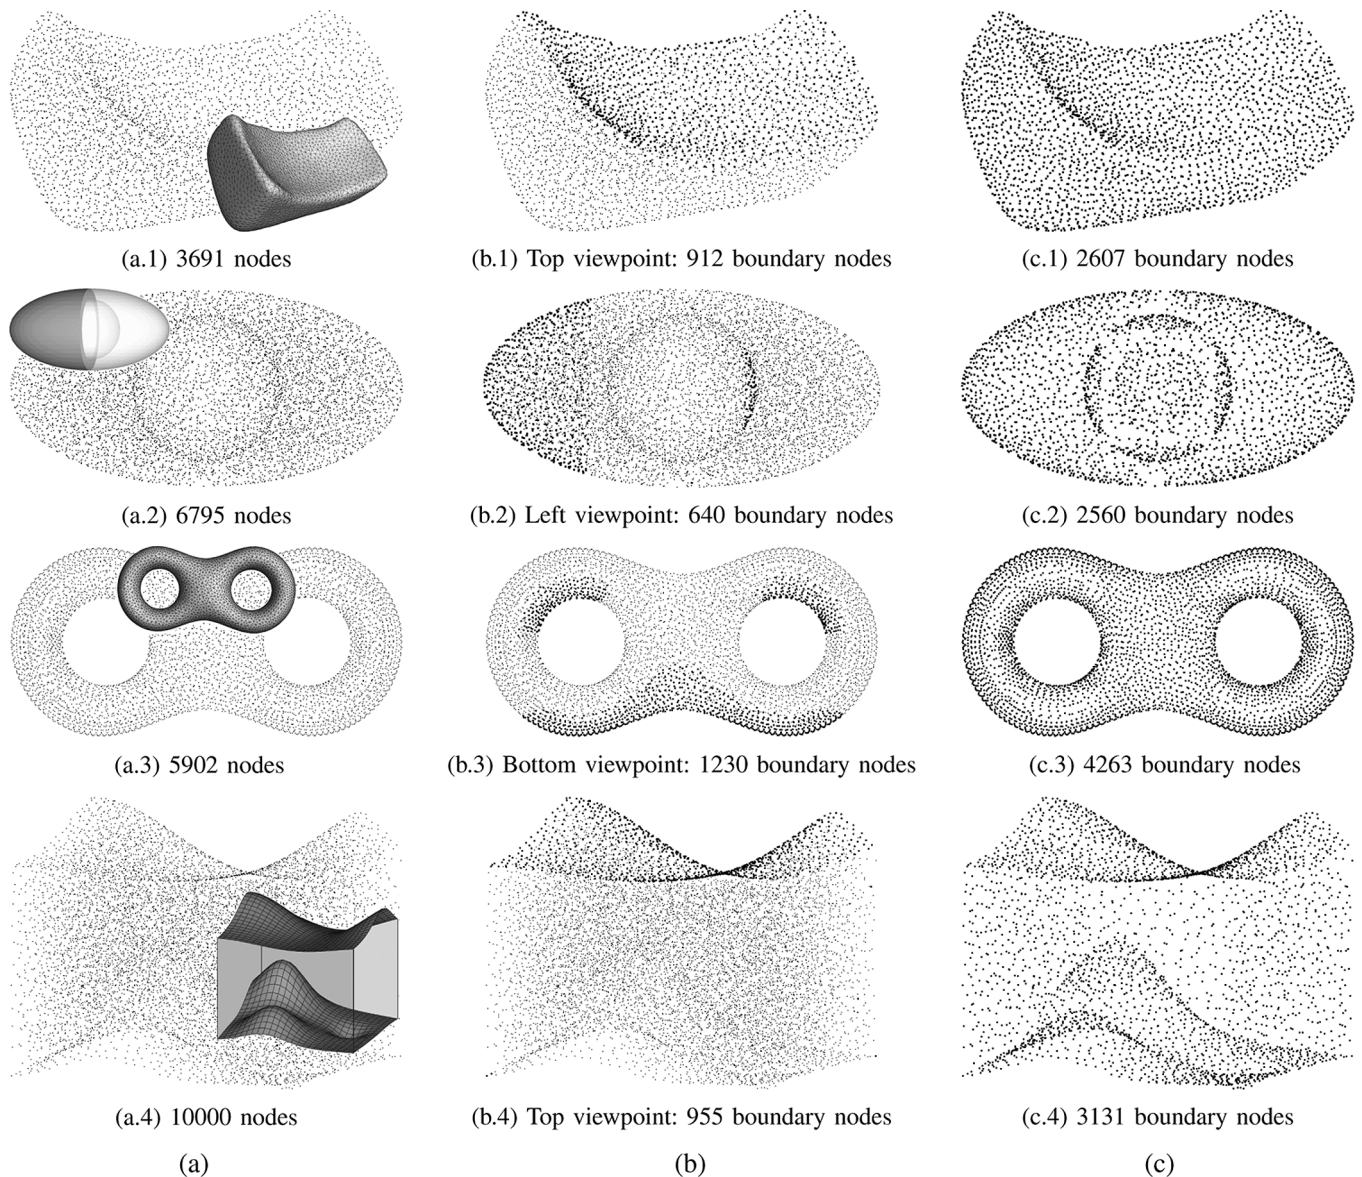 (a.1) 3691 nodes
(b.1) Top viewpoint: 912 boundary nodes
(c.1) 2607 boundary nodes
(a.2) 6795 nodes
(b.2) Left viewpoint: 640 boundary nodes
(c.2) 2560 boundary nodes
(a.3) 5902 nodes
(b.3) Bottom viewpoint: 1230 boundary nodes
(c.3) 4263 boundary nodes
(a.4) 10000 nodes
(b.4) Top viewpoint: 955 boundary nodes
(c.4) 3131 boundary nodes
(a)
(b)
(c)